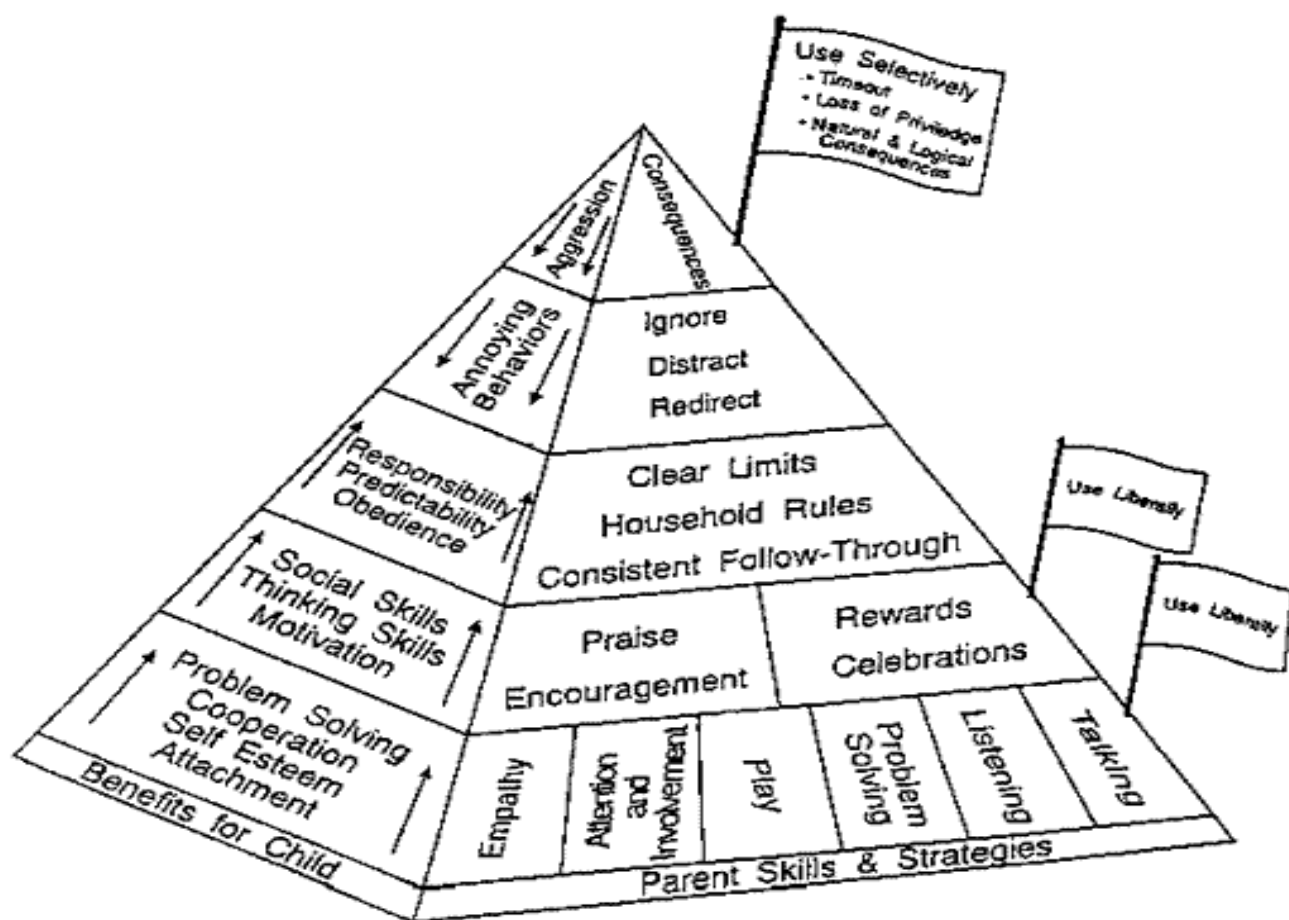 Use Selectively
• Timeout
• Loss of Priviledge
• Natural & Logical
Consequences
Aggression
Consequences
Annoying
Behaviors
Ignore
Distract
Redirect
Responsibility
Predictability
Obedience
Clear Limits
Household Rules
Consistent Follow-Through
Use Liberally
Social Skills
Thinking Skills
Motivation
Praise
Encouragement
Rewards
Celebrations
Use Liberally
Problem Solving
Cooperation
Self Esteem
Attachment
Empathy
Attention
and
Involvement
Play
Problem
Solving
Listening
Talking
Benefits for Child
Parent Skills & Strategies